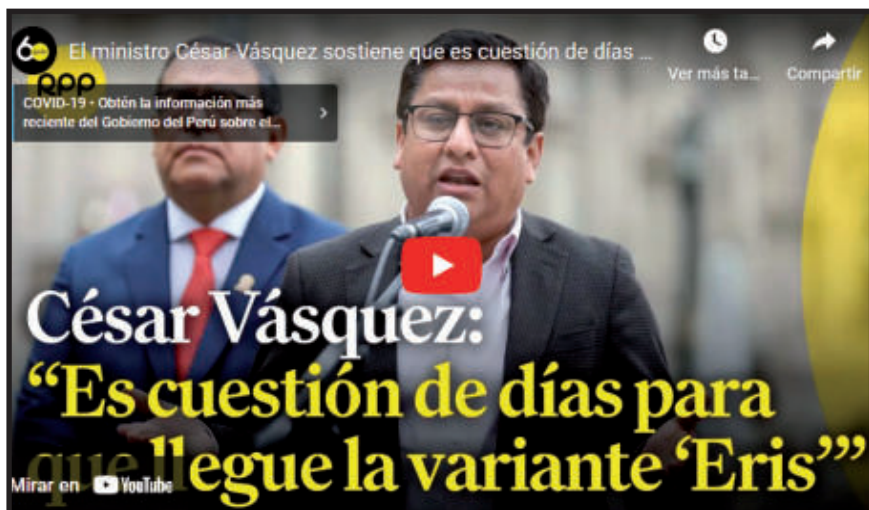 60
RPP
El ministro César Vásquez sostiene que es cuestión de días ...
Ver más ta...
Compartir
COVID-19 - Obtén la información más
reciente del Gobierno del Perú sobre el...
César Vásquez:
“Es cuestión de días para
que llegue la variante ‘Eris’”
Mirar en YouTube